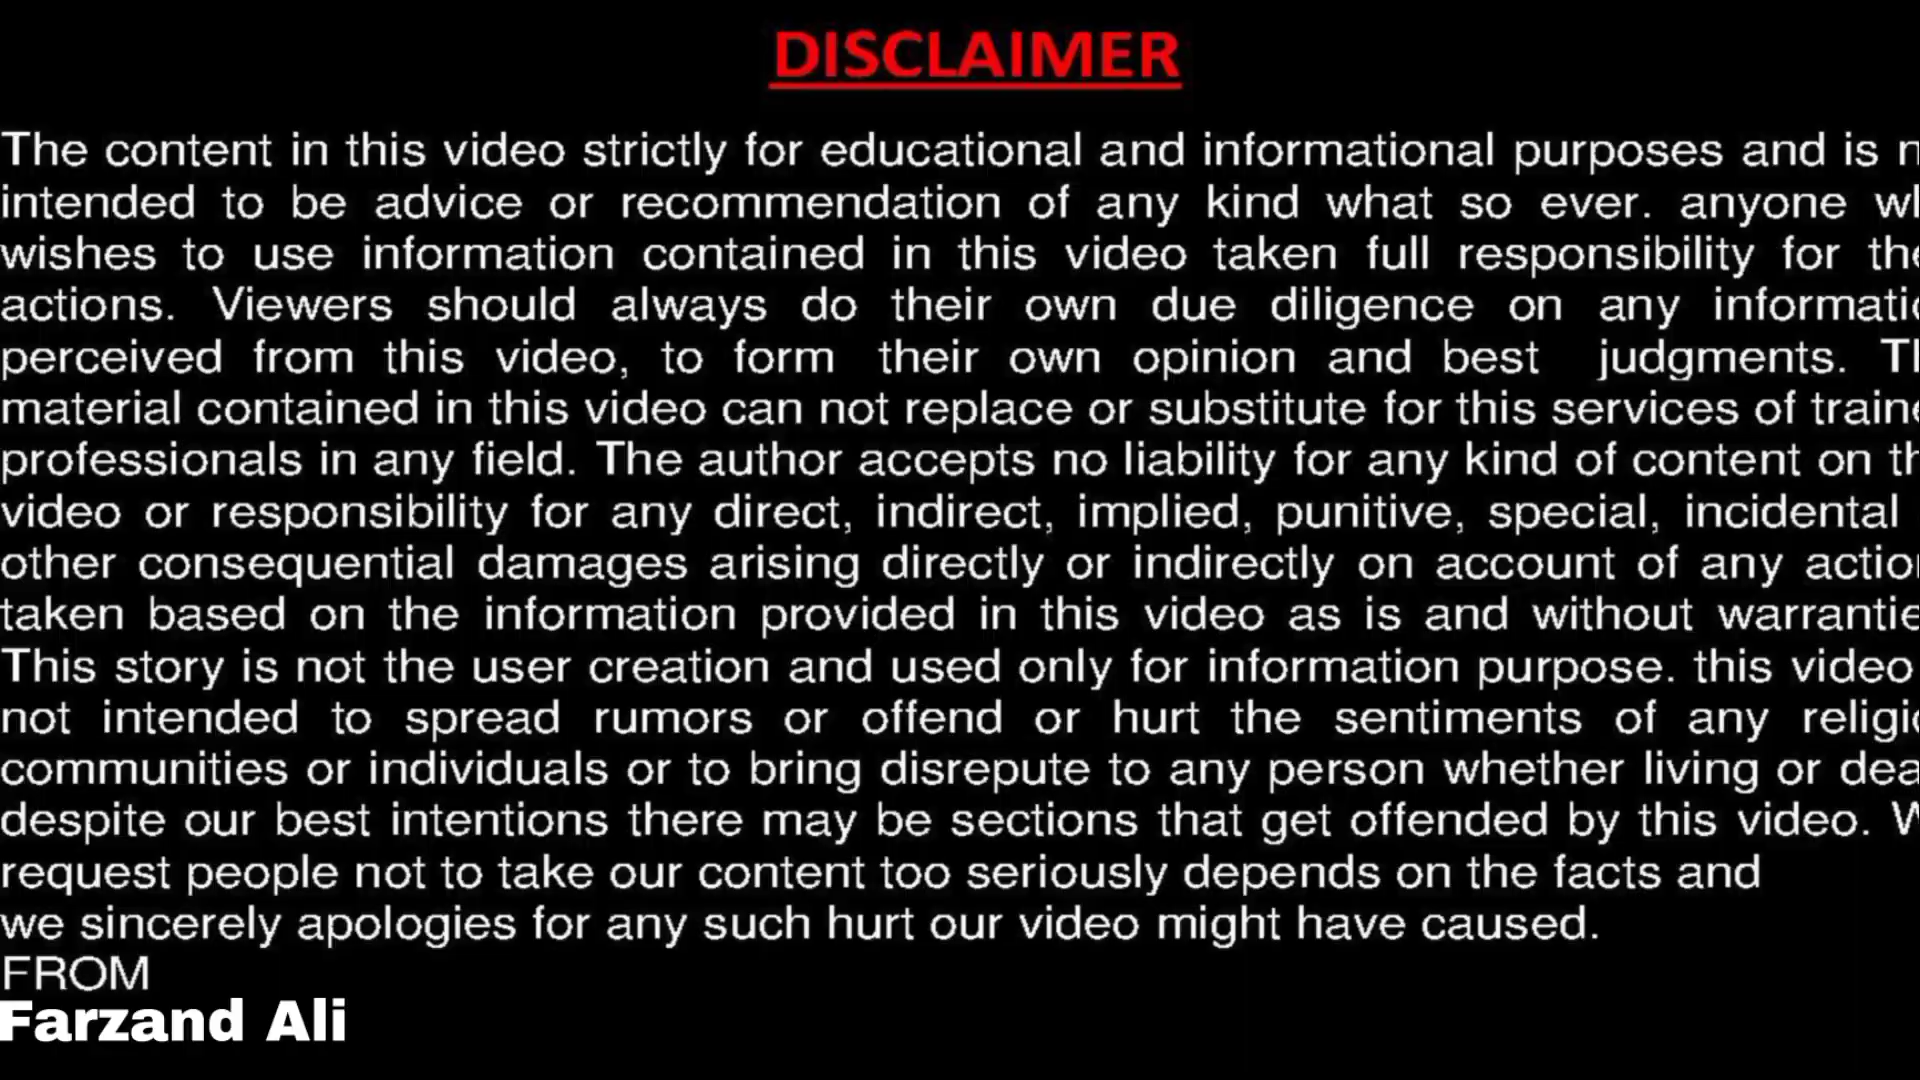 DISCLAIMER
The content in this video strictly for educational and informational purposes and is
intended to be advice or recommendation of any kind what so ever. anyone
wishes to use information contained in this video taken full responsibility for
actions. Viewers should always do their own due diligence on any
perceived from this video, to form their own opinion and best judgments.
material contained in this video can not replace or substitute for this services of
professionals in any field. The author accepts no liability for any kind of content on
video or responsibility for any direct, indirect, implied, punitive, special, incidental
other consequential damages arising directly or indirectly on account of any
taken based on the information provided in this video as is and without
This story is not the user creation and used only for information purpose. this video
not intended to spread rumors or offend or hurt the sentiments of any
communities or individuals or to bring disrepute to any person whether living or
despite our best intentions there may be sections that get offended by this video.
request people not to take our content too seriously depends on the facts and
we sincerely apologies for any such hurt our video might have caused.
FROM
Farzand Ali